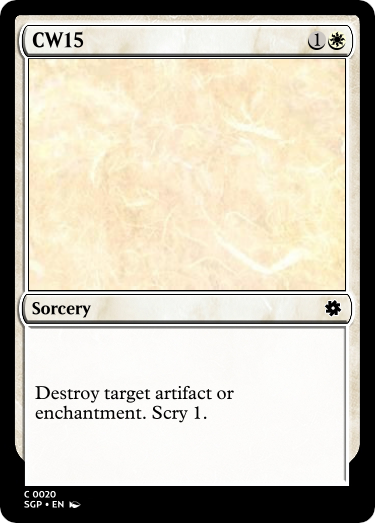 CW15 1
Sorcery
Destroy target artifact or
enchantment. Scry 1.
C 0020
SGP • EN